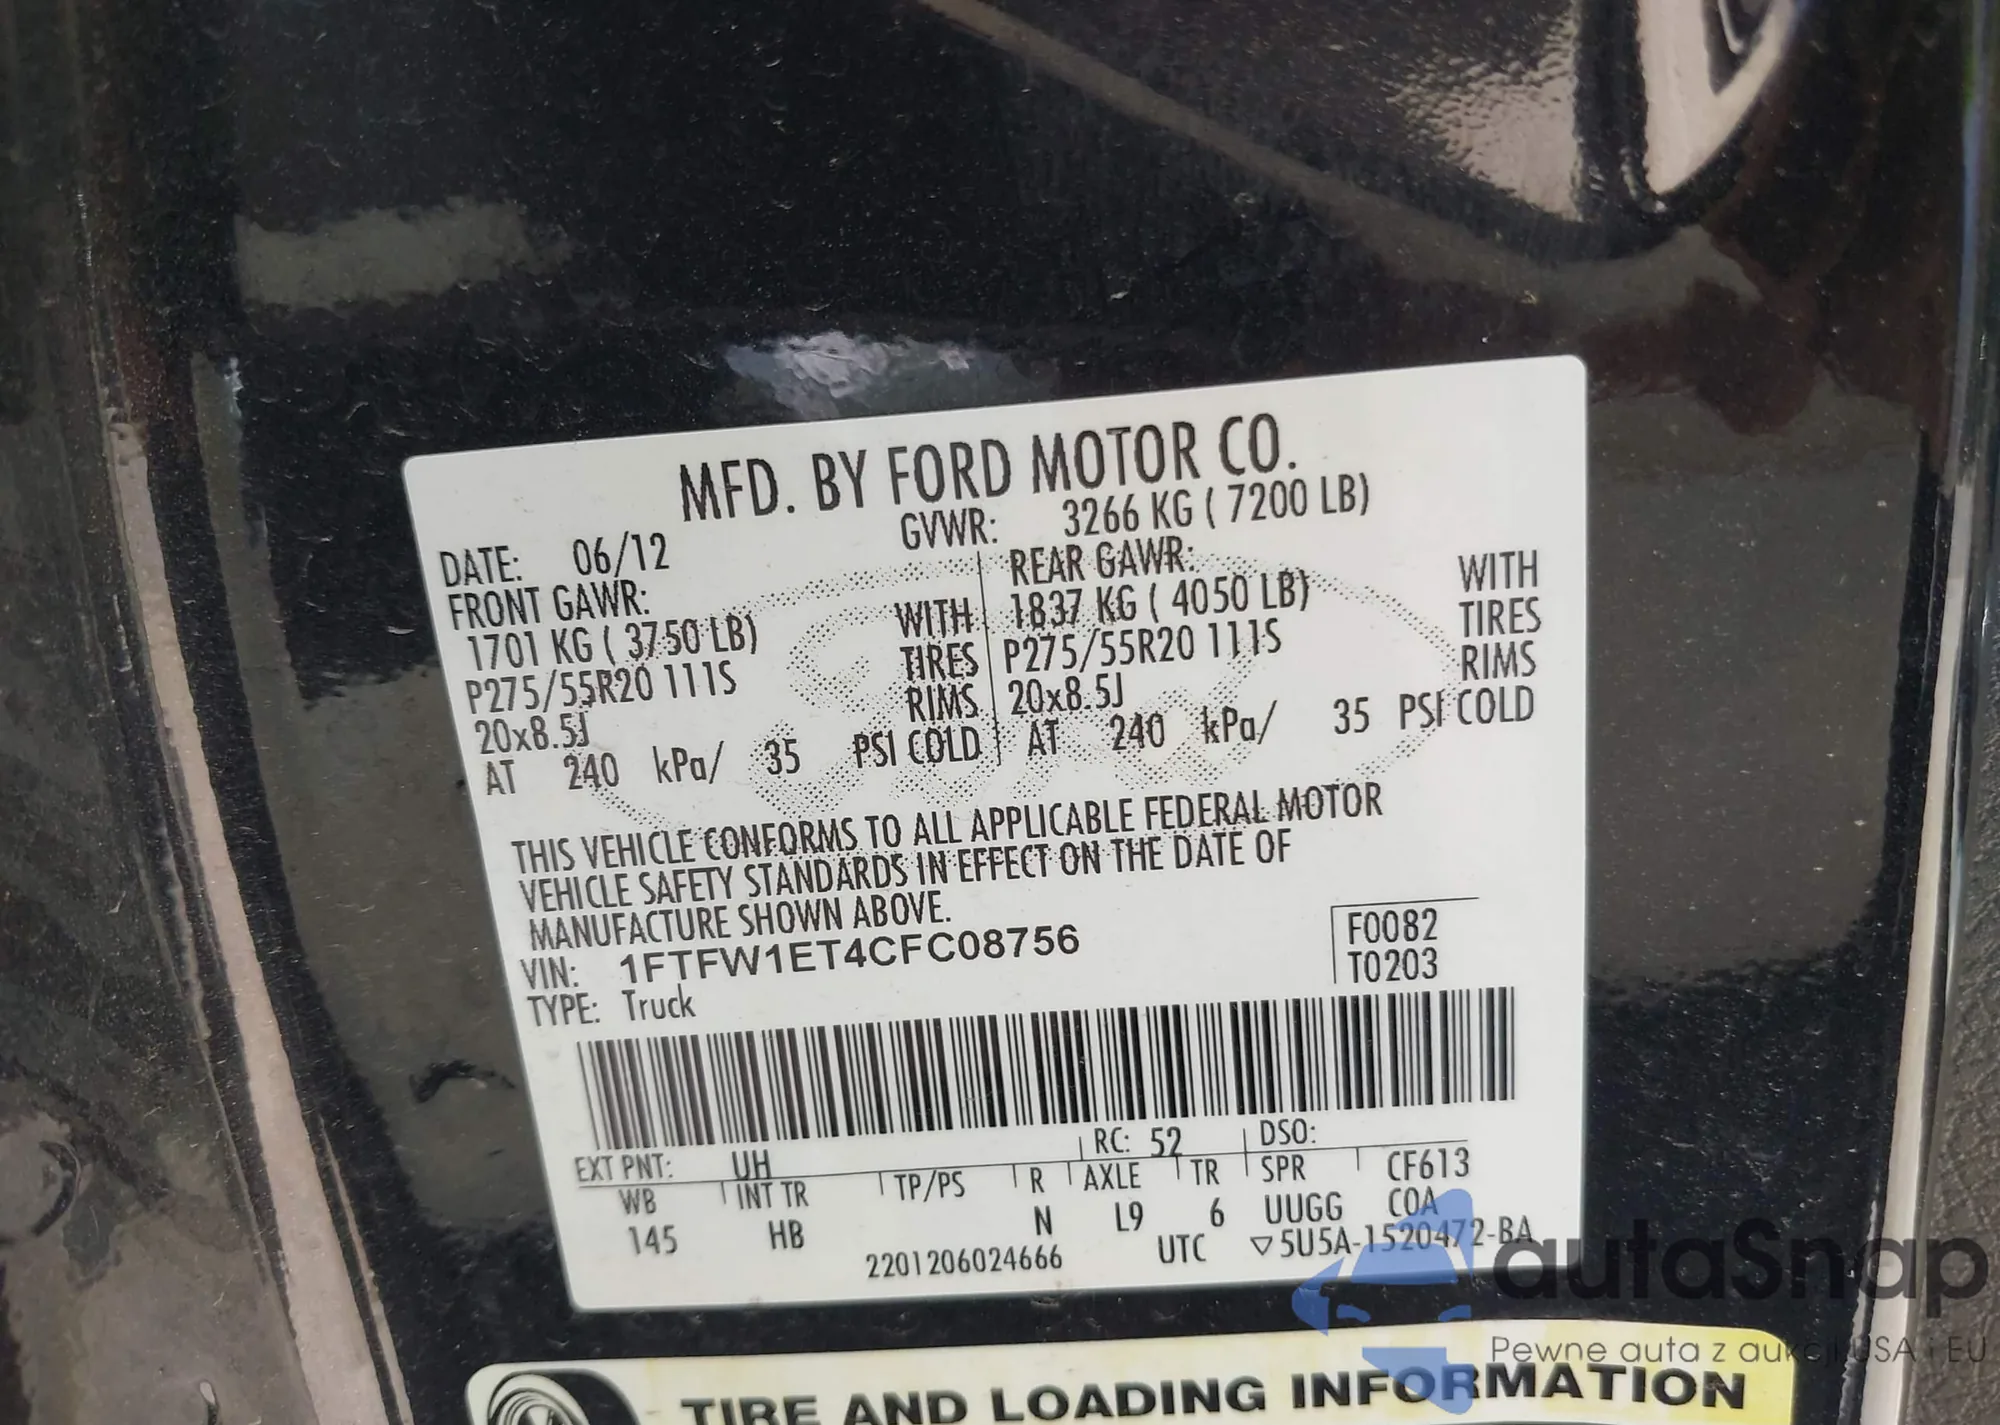 MFD. BY FORD MOTOR CO.
DATE: 06/12 GVWR: 3266 KG ( 7200 LB)
FRONT GAWR: REAR GAWR:
1701 KG ( 3750 LB) WITH 1837 KG ( 4050 LB) WITH
P275/55R20 111S TIRES P275/55R20 111S TIRES
20x8.5J RIMS 20x8.5J RIMS
AT 240 kPa/ 35 PSI COLD AT 240 kPa/ 35 PSI COLD
THIS VEHICLE CONFORMS TO ALL APPLICABLE FEDERAL MOTOR
VEHICLE SAFETY STANDARDS IN EFFECT ON THE DATE OF
MANUFACTURE SHOWN ABOVE.
VIN: 1FTFW1ET4CFC08756
TYPE: Truck
F0082
T0203
EXT PNT: UH RC: 52 DSO:
WB INT TR TP/PS R AXLE TR SPR CF613
145 HB N L9 6 UUGG COA
2201206024666 UTC ▽5U5A-1520472-BA
autaSnap
Pewne auta z aukcji USA i EU
TIRE AND LOADING INFORMATION